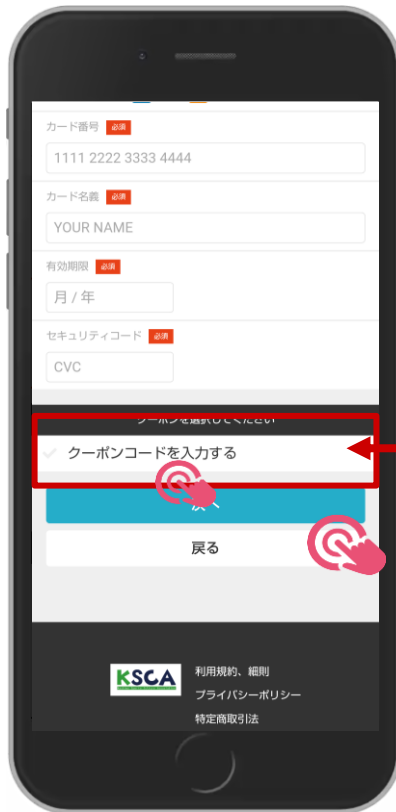 カード番号 必須
1111 2222 3333 4444
カード名義 必須
YOUR NAME
有効期限 必須
月 / 年
セキュリティコード 必須
CVC
クーポンを選択してください
クーポンコードを入力する
戻る
KSCA
利用規約、細則
プライバシーポリシー
特定商取引法